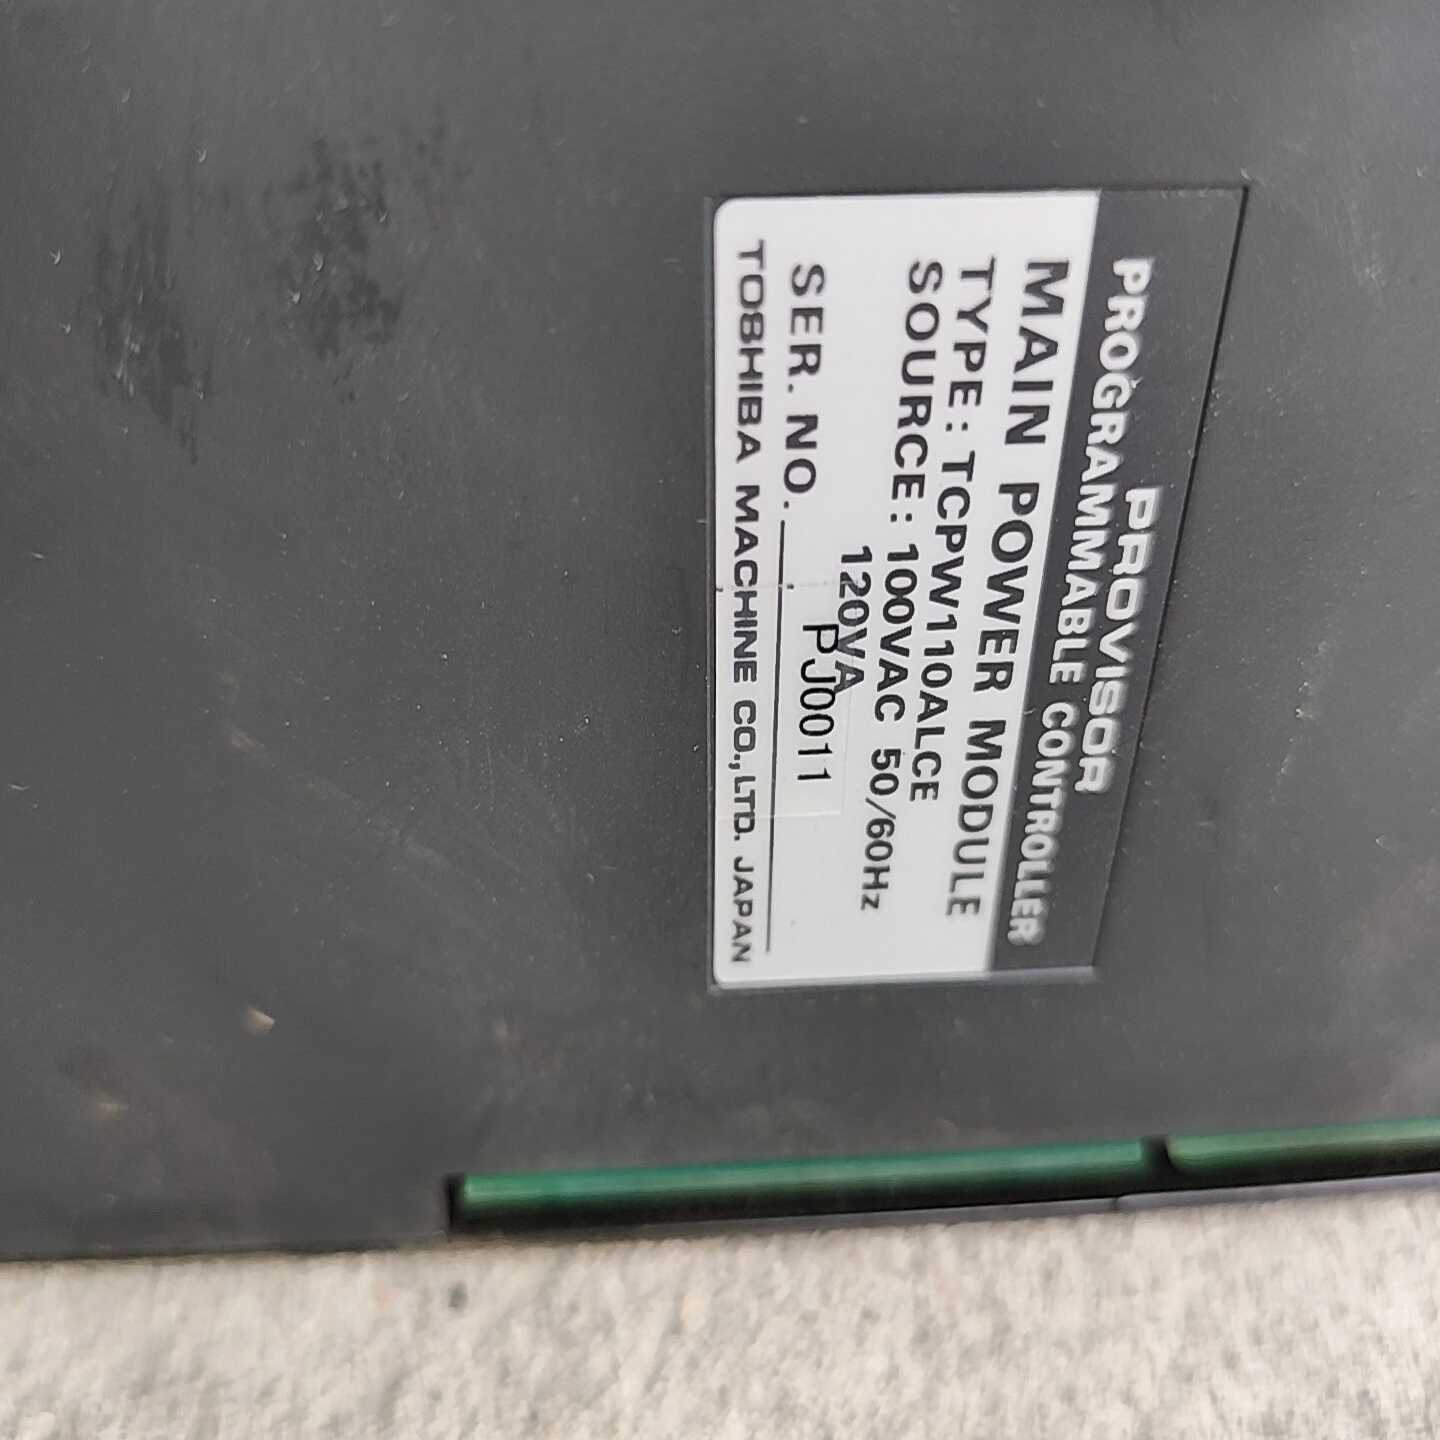 PROVISOR
PROGRAMMABLE CONTROLLER
MAIN POWER MODULE
TYPE: TCPW110ALCE
SOURCE: 100VAC 50/60Hz
120VA
SER. NO. PJ0011
TOSHIBA MACHINE CO.,LTD. JAPAN